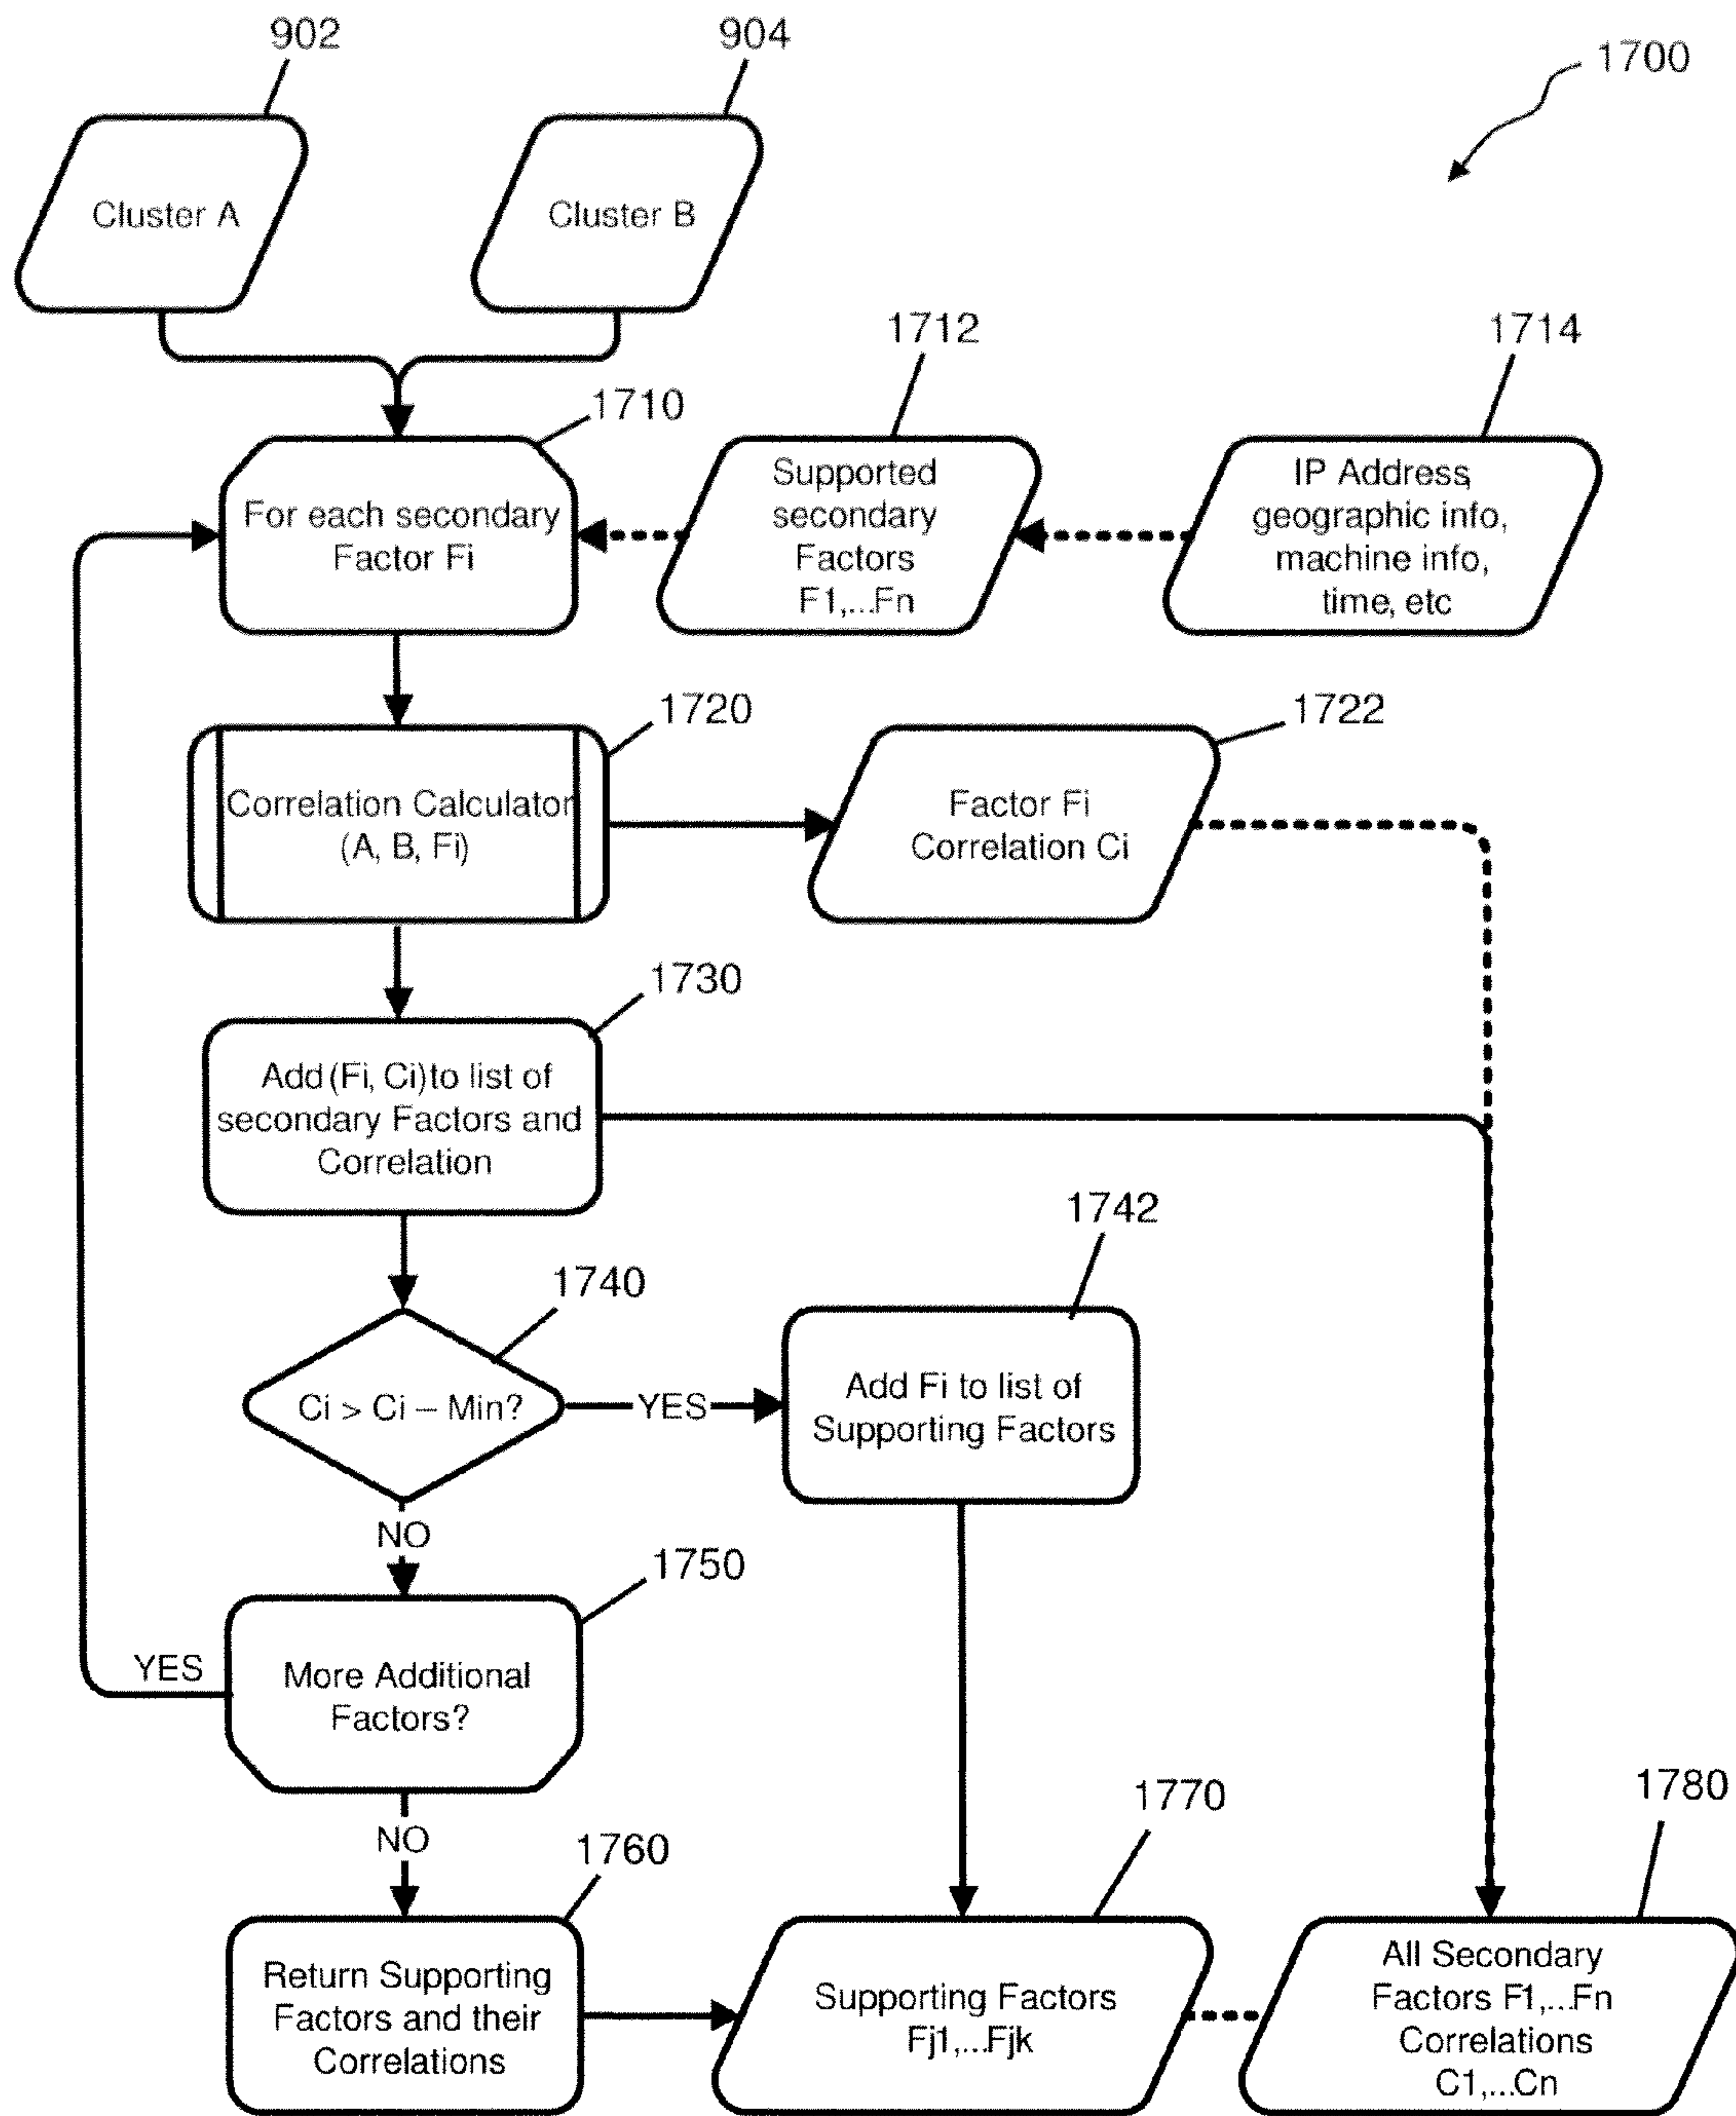 902
904
1700
Cluster A
Cluster B
1712
1714
1710
For each secondary
Factor Fi
Supported
secondary
Factors
F1,...Fn
IP Address,
geographic info,
machine info,
time, etc
1720
1722
Correlation Calculator
(A, B, Fi)
Factor Fi
Correlation Ci
1730
Add (Fi, Ci) to list of
secondary Factors and
Correlation
1742
1740
Ci > Ci – Min?
YES
Add Fi to list of
Supporting Factors
NO
1750
YES
More Additional
Factors?
1770
1780
NO
1760
Return Supporting
Factors and their
Correlations
Supporting Factors
Fj1,...Fjk
All Secondary
Factors F1,...Fn
Correlations
C1,...Cn